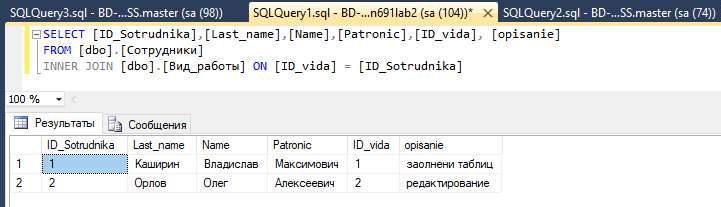 SQLQuery3.sql - BD-...SS.master (sa (98)) SQLQuery1.sql - BD-...n691lab2 (sa (104))* SQLQuery2.sql - BD-...SS.master (sa (74))
SELECT [ID_Sotrudnika],[Last_name],[Name],[Patronic],[ID_vida], [opisanie]
FROM [dbo].[Сотрудники]
INNER JOIN [dbo].[Вид_работы] ON [ID_vida] = [ID_Sotrudnika]
100 %
Результаты Сообщения
ID_Sotrudnika Last_name Name Patronic ID_vida opisanie
1 1 Каширин Владислав Максимович 1 заолнени таблиц
2 2 Орлов Олег Алексеевич 2 редактирование